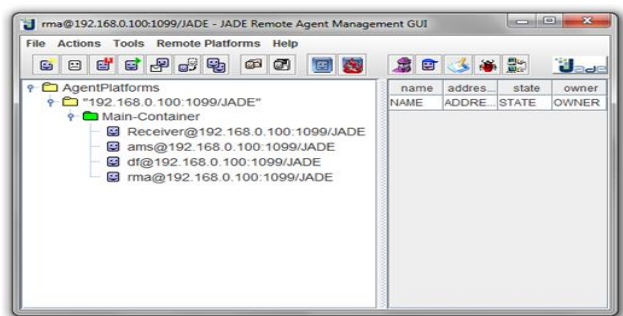 rma@192.168.0.100:1099/JADE - JADE Remote Agent Management GUI
File Actions Tools Remote Platforms Help
Jade
AgentPlatforms
"192.168.0.100:1099/JADE"
Main-Container
Receiver@192.168.0.100:1099/JADE
ams@192.168.0.100:1099/JADE
df@192.168.0.100:1099/JADE
rma@192.168.0.100:1099/JADE
name addres... state owner
NAME ADDRE... STATE OWNER